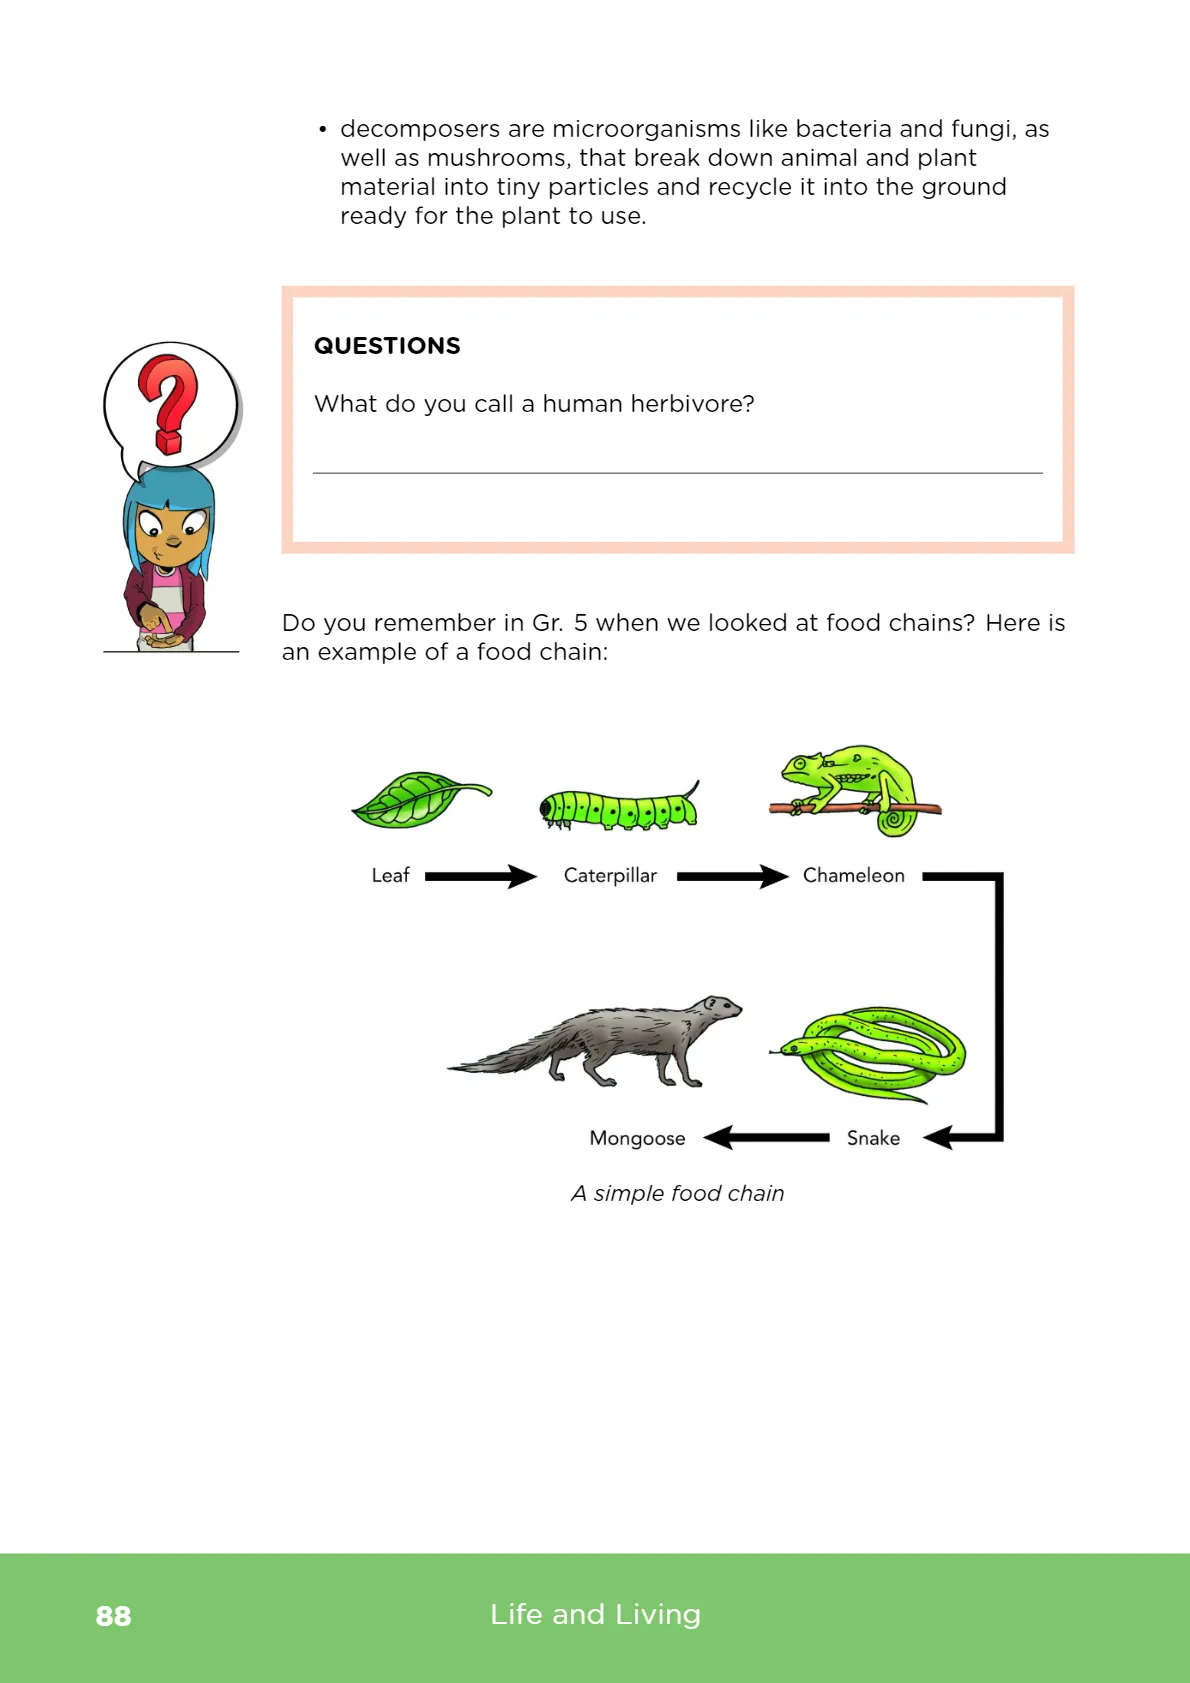 • decomposers are microorganisms like bacteria and fungi, as
well as mushrooms, that break down animal and plant
material into tiny particles and recycle it into the ground
ready for the plant to use.
QUESTIONS
What do you call a human herbivore?
Do you remember in Gr. 5 when we looked at food chains? Here is
an example of a food chain:
Leaf Caterpillar Chameleon
Mongoose Snake
A simple food chain
88 Life and Living